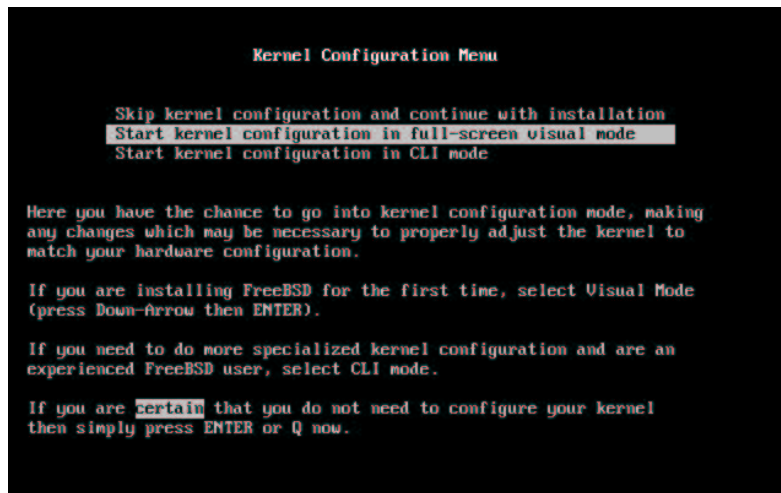 Kernel Configuration Menu
Skip kernel configuration and continue with installation
Start kernel configuration in full-screen visual mode
Start kernel configuration in CLI mode
Here you have the chance to go into kernel configuration mode, making
any changes which may be necessary to properly adjust the kernel to
match your hardware configuration.
If you are installing FreeBSD for the first time, select Visual Mode
(press Down-Arrow then ENTER).
If you need to do more specialized kernel configuration and are an
experienced FreeBSD user, select CLI mode.
If you are certain that you do not need to configure your kernel
then simply press ENTER or Q now.